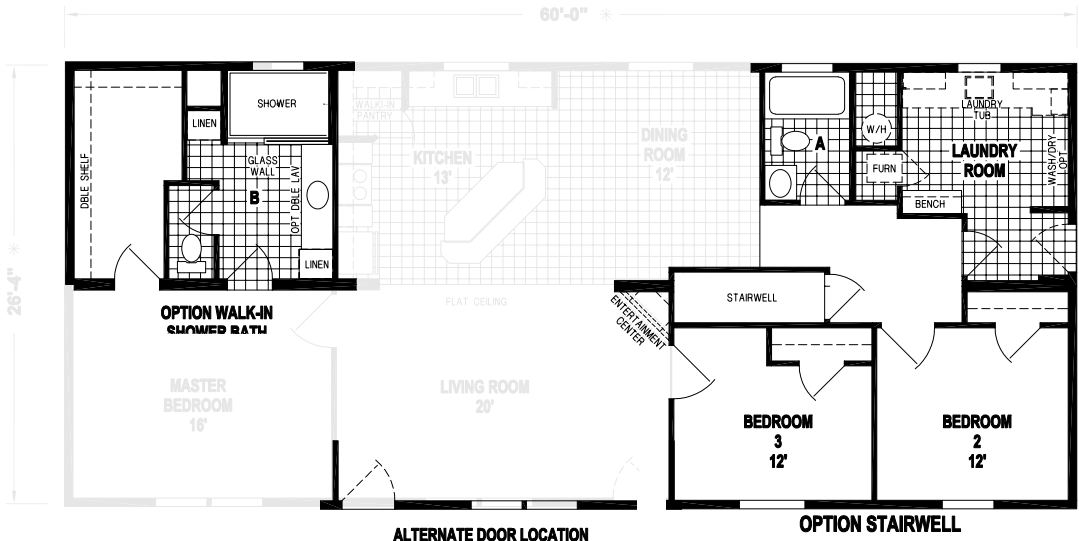 60'-0" ✳
26'-4" ✳
DBLE SHELF
LINEN
SHOWER
GLASS
WALL
B
OPT DBLE LAV
LINEN
WALK-IN
PANTRY
KITCHEN
13'
DINING
ROOM
12'
A
W/H
FURN
LAUNDRY
TUB
LAUNDRY
ROOM
WASH/DRY
OPT
BENCH
OPTION WALK-IN
SHOWER BATH
FLAT CEILING
STAIRWELL
ENTERTAINMENT
CENTER
MASTER
BEDROOM
16'
LIVING ROOM
20'
BEDROOM
3
12'
BEDROOM
2
12'
ALTERNATE DOOR LOCATION
OPTION STAIRWELL